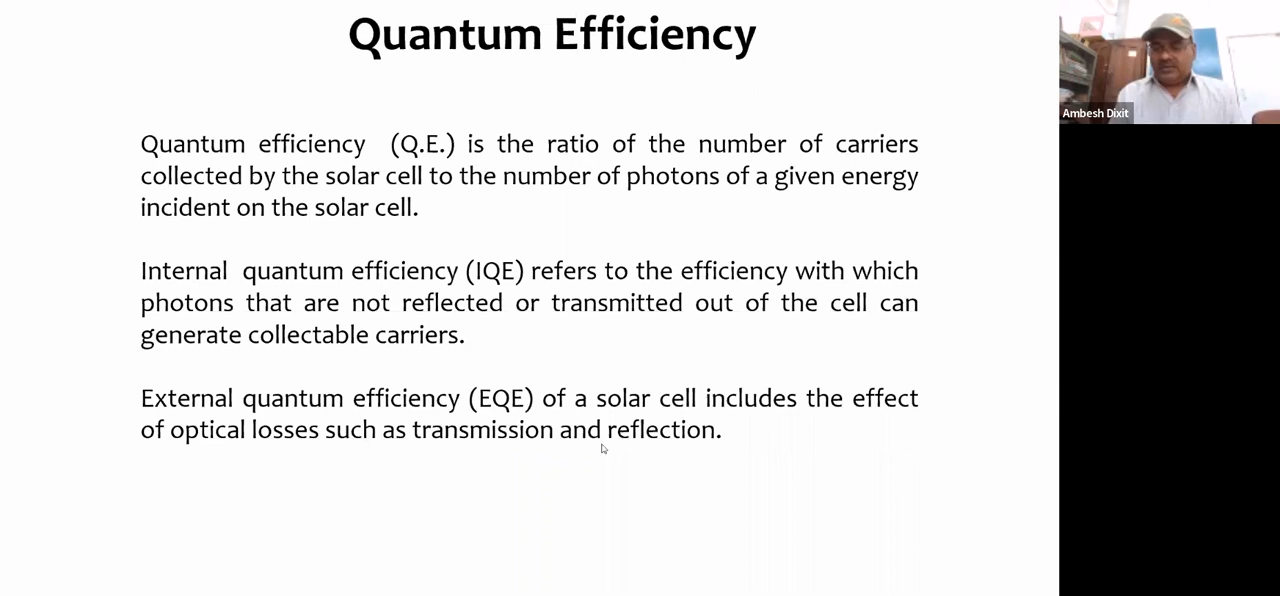 Quantum Efficiency
Quantum efficiency (Q.E.) is the ratio of the number of carriers
collected by the solar cell to the number of photons of a given energy
incident on the solar cell.
Internal quantum efficiency (IQE) refers to the efficiency with which
photons that are not reflected or transmitted out of the cell can
generate collectable carriers.
External quantum efficiency (EQE) of a solar cell includes the effect
of optical losses such as transmission and reflection.
Ambesh Dixit